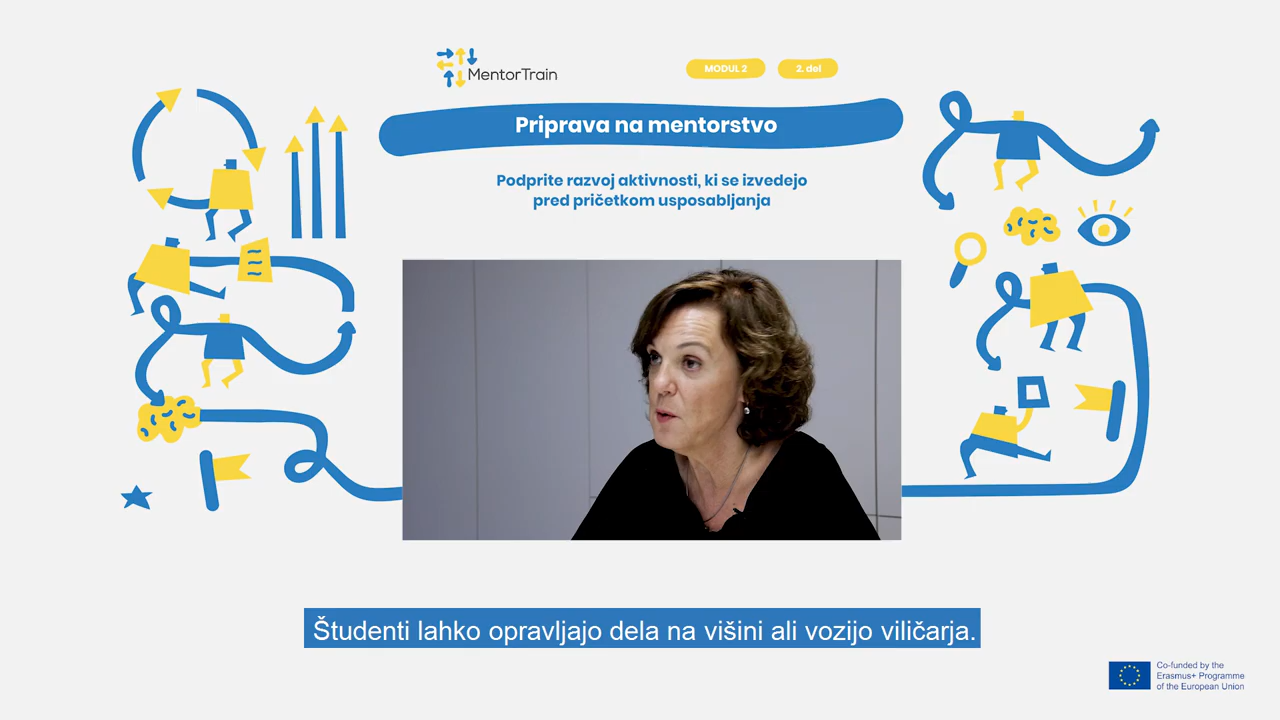 MentorTrain
MODUL 2
2. del
Priprava na mentorstvo
Podprite razvoj aktivnosti, ki se izvedejo
pred pričetkom usposabljanja
Študenti lahko opravljajo dela na višini ali vozijo viličarja.
Co-funded by the
Erasmus+ Programme
of the European Union